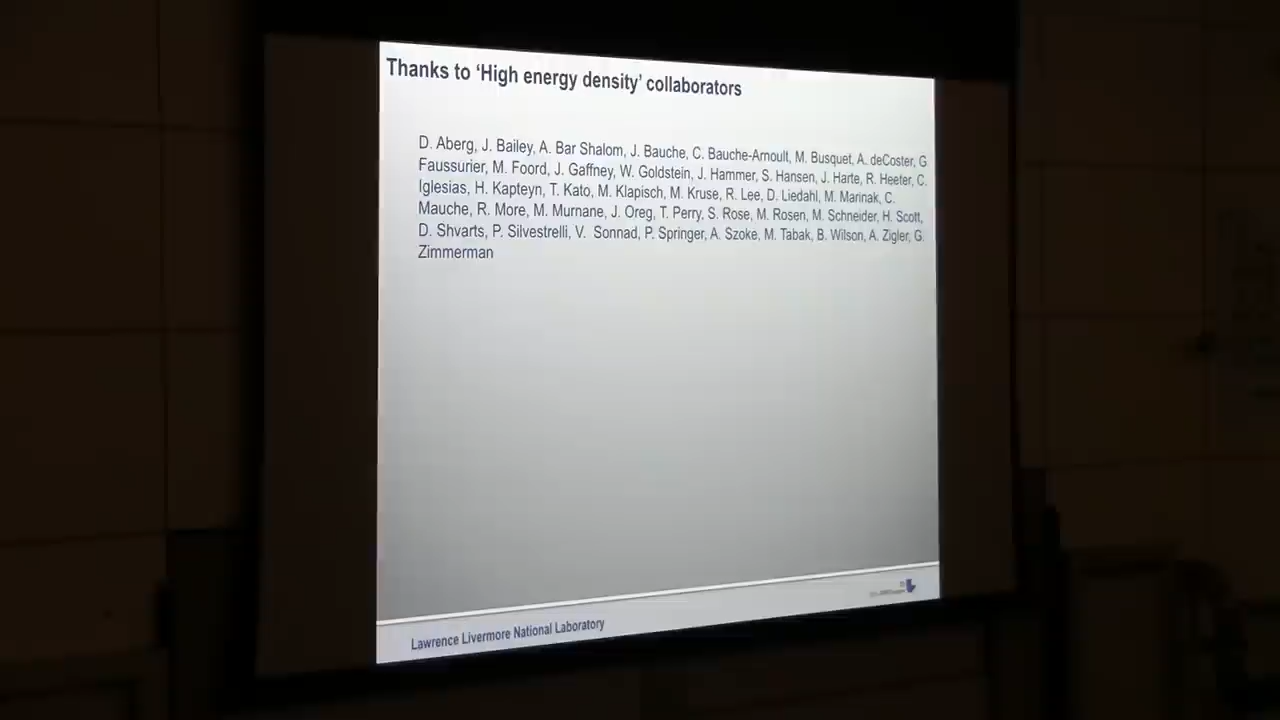 Thanks to ‘High energy density’ collaborators
D. Aberg, J. Bailey, A. Bar Shalom, J. Bauche, C. Bauche-Arnoult, M. Busquet, A. deCoster, G
Faussurier, M. Foord, J. Gaffney, W. Goldstein, J. Hammer, S. Hansen, J. Harte, R. Heeter, C.
Iglesias, H. Kapteyn, T. Kato, M. Klapisch, M. Kruse, R. Lee, D. Liedahl, M. Marinak, C.
Mauche, R. More, M. Murnane, J. Oreg, T. Perry, S. Rose, M. Rosen, M. Schneider, H. Scott,
D. Shvarts, P. Silvestrelli, V. Sonnad, P. Springer, A. Szoke, M. Tabak, B. Wilson, A. Zigler, G.
Zimmerman
Lawrence Livermore National Laboratory